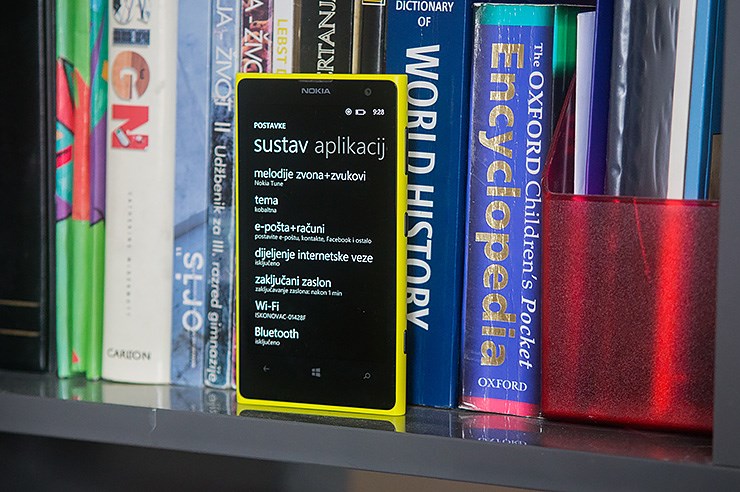 NOKIA
9:28
POSTAVKE
sustav aplikacij
melodije zvona+zvukovi
Nokia Tune
tema
kobaltna
e-pošta+računi
postavite e-poštu, kontakte, Facebook i ostalo
dijeljenje internetske veze
isključeno
zaključani zaslon
zaključavanje zaslona: nakon 1 min
Wi-Fi
ISKONOVAC-01428F
Bluetooth
isključeno
CARLTON
II Udžbenik za III. razred gimnazije
DICTIONARY
OF
WORLD HISTORY
The OXFORD Children's Pocket
Encyclopedia
OXFORD